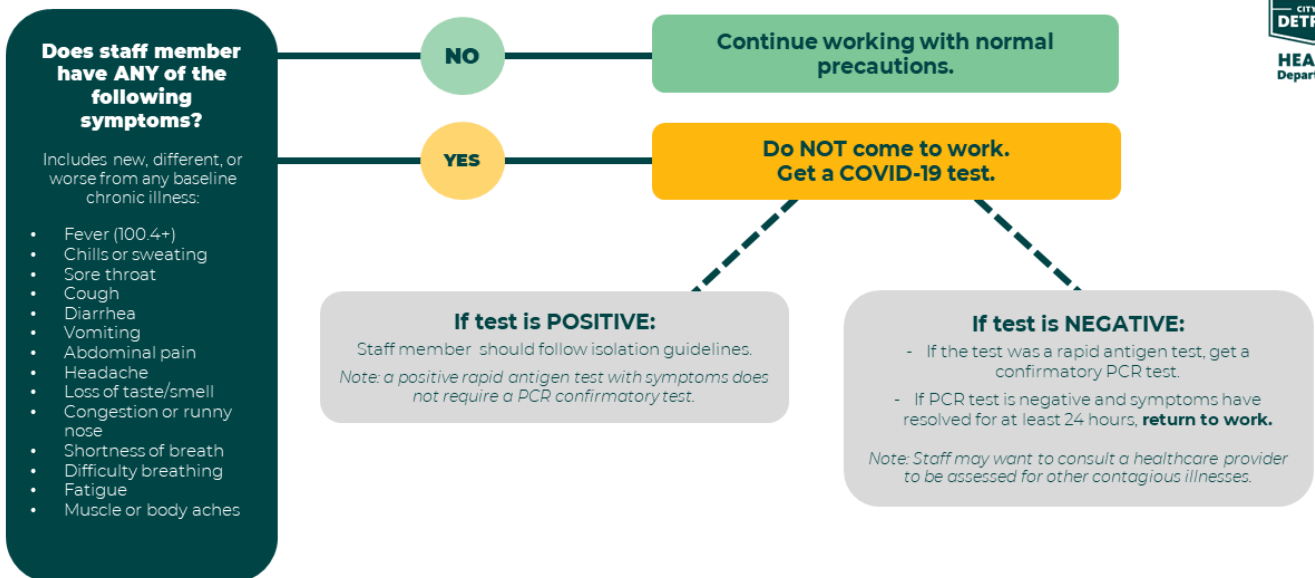 Does staff member
have ANY of the
following
symptoms?
Includes new, different, or
worse from any baseline
chronic illness:
• Fever (100.4+)
• Chills or sweating
• Sore throat
• Cough
• Diarrhea
• Vomiting
• Abdominal pain
• Headache
• Loss of taste/smell
• Congestion or runny
nose
• Shortness of breath
• Difficulty breathing
• Fatigue
• Muscle or body aches
NO
Continue working with normal
precautions.
YES
Do NOT come to work.
Get a COVID-19 test.
If test is POSITIVE:
Staff member should follow isolation guidelines.
Note: a positive rapid antigen test with symptoms does
not require a PCR confirmatory test.
If test is NEGATIVE:
- If the test was a rapid antigen test, get a
confirmatory PCR test.
- If PCR test is negative and symptoms have
resolved for at least 24 hours, return to work.
Note: Staff may want to consult a healthcare provider
to be assessed for other contagious illnesses.
CITY